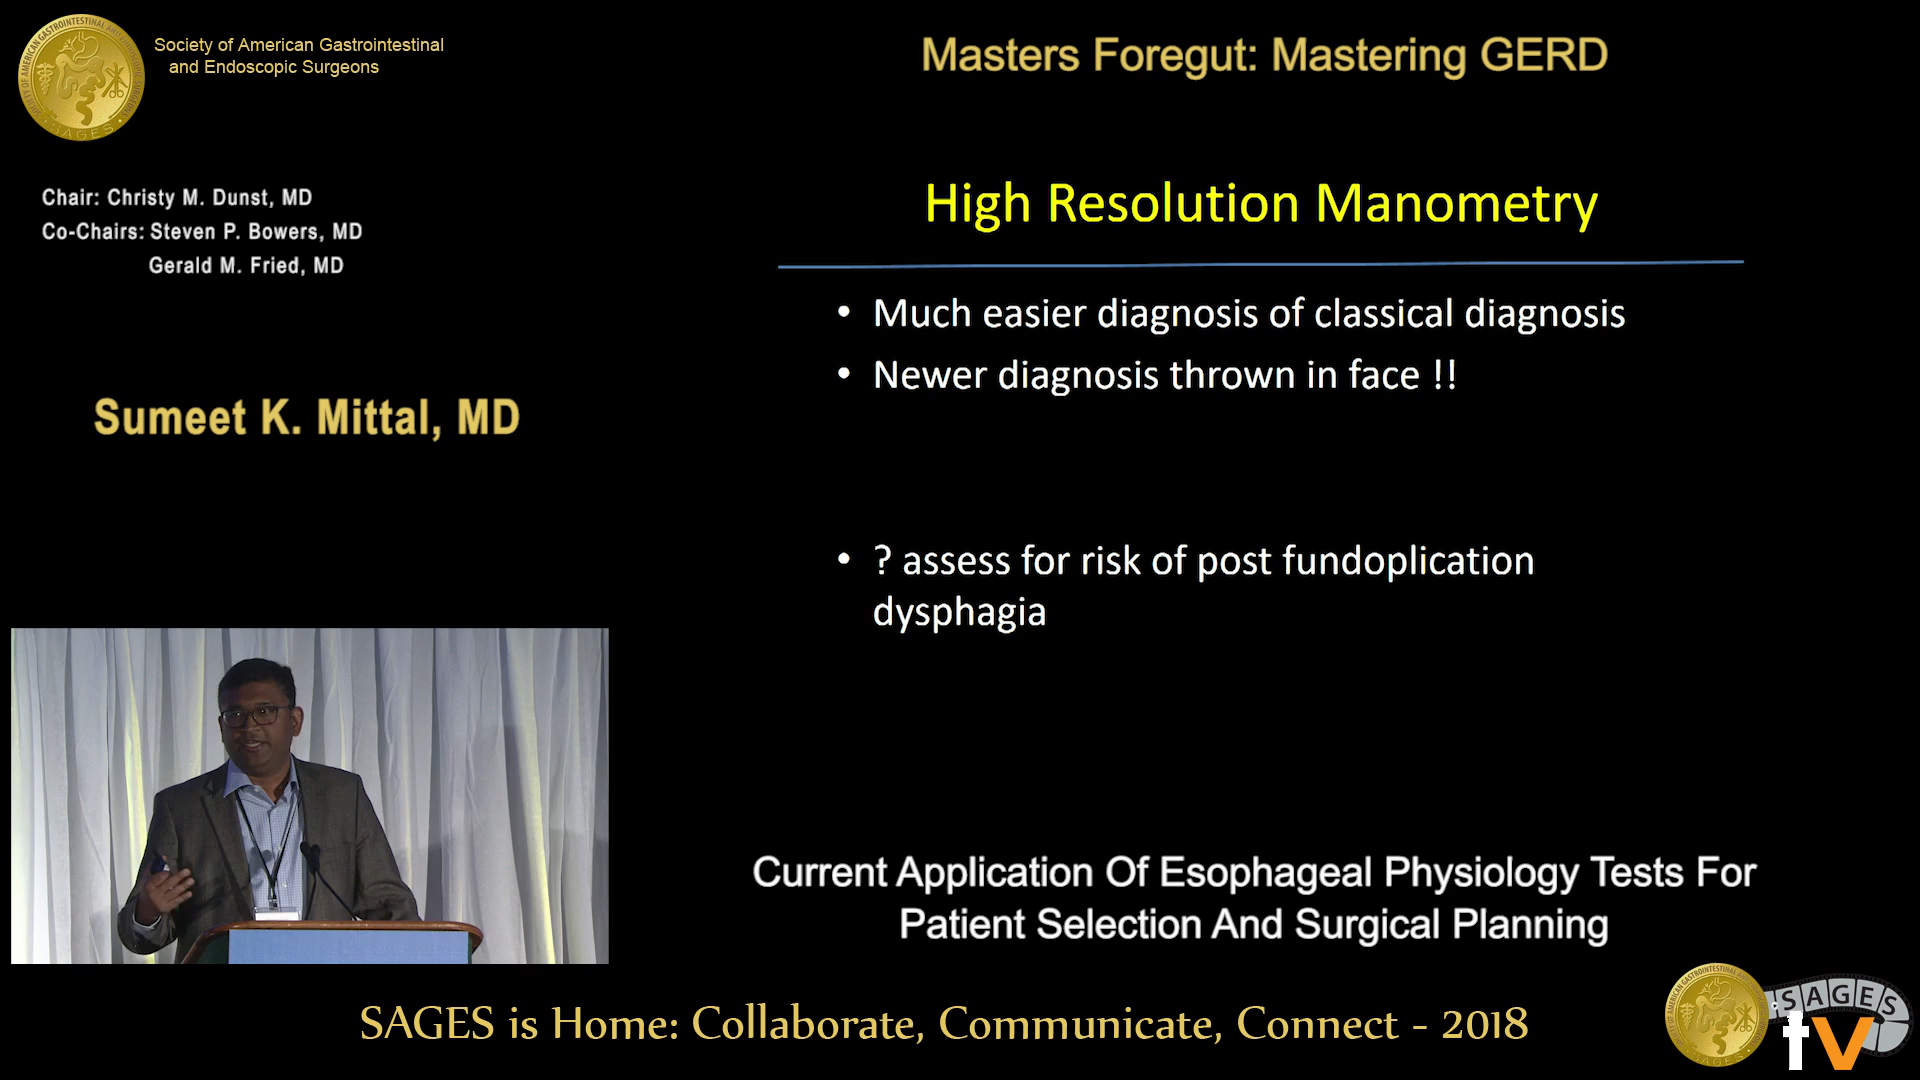 Society of American Gastrointestinal
and Endoscopic Surgeons
SAGES
Masters Foregut: Mastering GERD
Chair: Christy M. Dunst, MD
Co-Chairs: Steven P. Bowers, MD
Gerald M. Fried, MD
Sumeet K. Mittal, MD
High Resolution Manometry
• Much easier diagnosis of classical diagnosis
• Newer diagnosis thrown in face !!
• ? assess for risk of post fundoplication
dysphagia
Current Application Of Esophageal Physiology Tests For
Patient Selection And Surgical Planning
SAGES is Home: Collaborate, Communicate, Connect - 2018
SAGES
tv